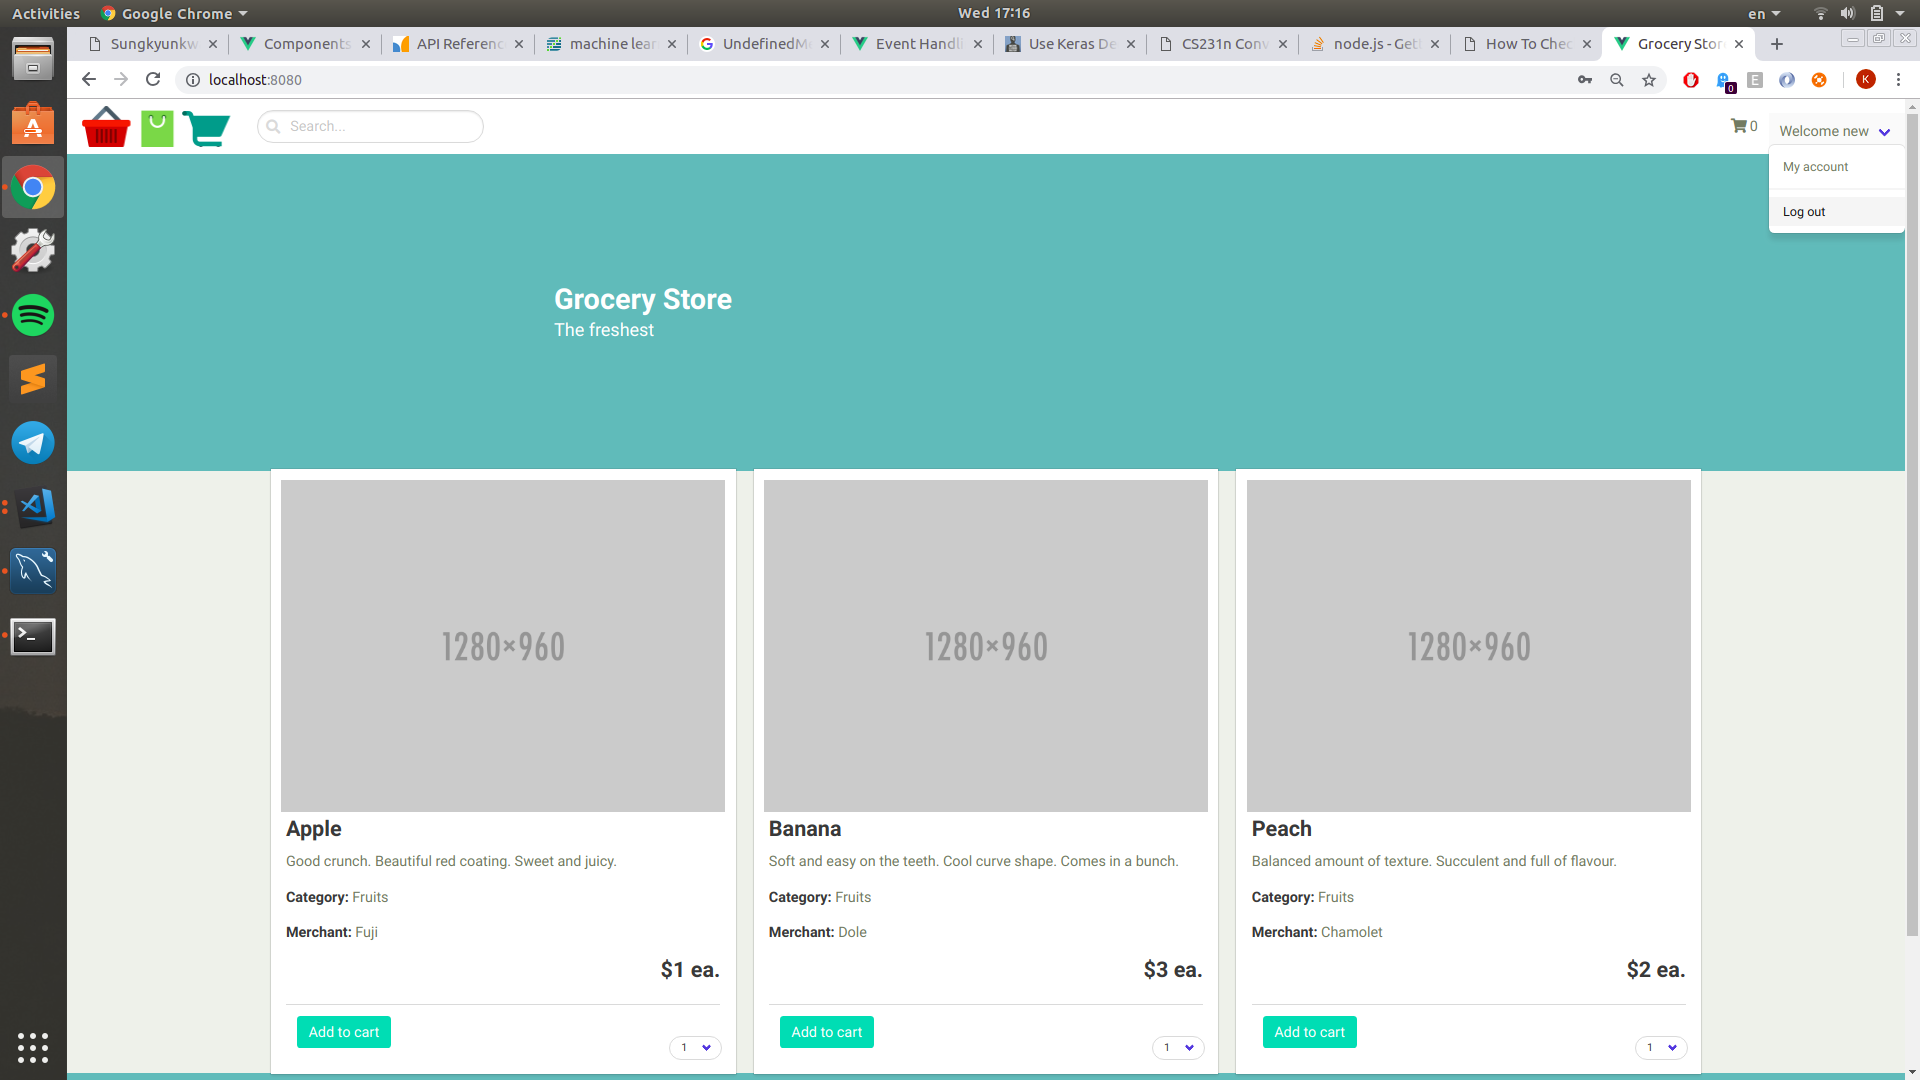 Activities
Google Chrome
Wed 17:16
en
Sungkyunkw
Components
API Referenc
machine lear
UndefinedM
Event Handli
Use Keras De
CS231n Conv
node.js - Gett
How To Chec
Grocery Stor
localhost:8080
E
0
K
Search...
0
Welcome new
My account
Log out
Grocery Store
The freshest
1280×960
1280×960
1280×960
Apple
Good crunch. Beautiful red coating. Sweet and juicy.
Category: Fruits
Merchant: Fuji
$1 ea.
Add to cart
1
Banana
Soft and easy on the teeth. Cool curve shape. Comes in a bunch.
Category: Fruits
Merchant: Dole
$3 ea.
Add to cart
1
Peach
Balanced amount of texture. Succulent and full of flavour.
Category: Fruits
Merchant: Chamolet
$2 ea.
Add to cart
1